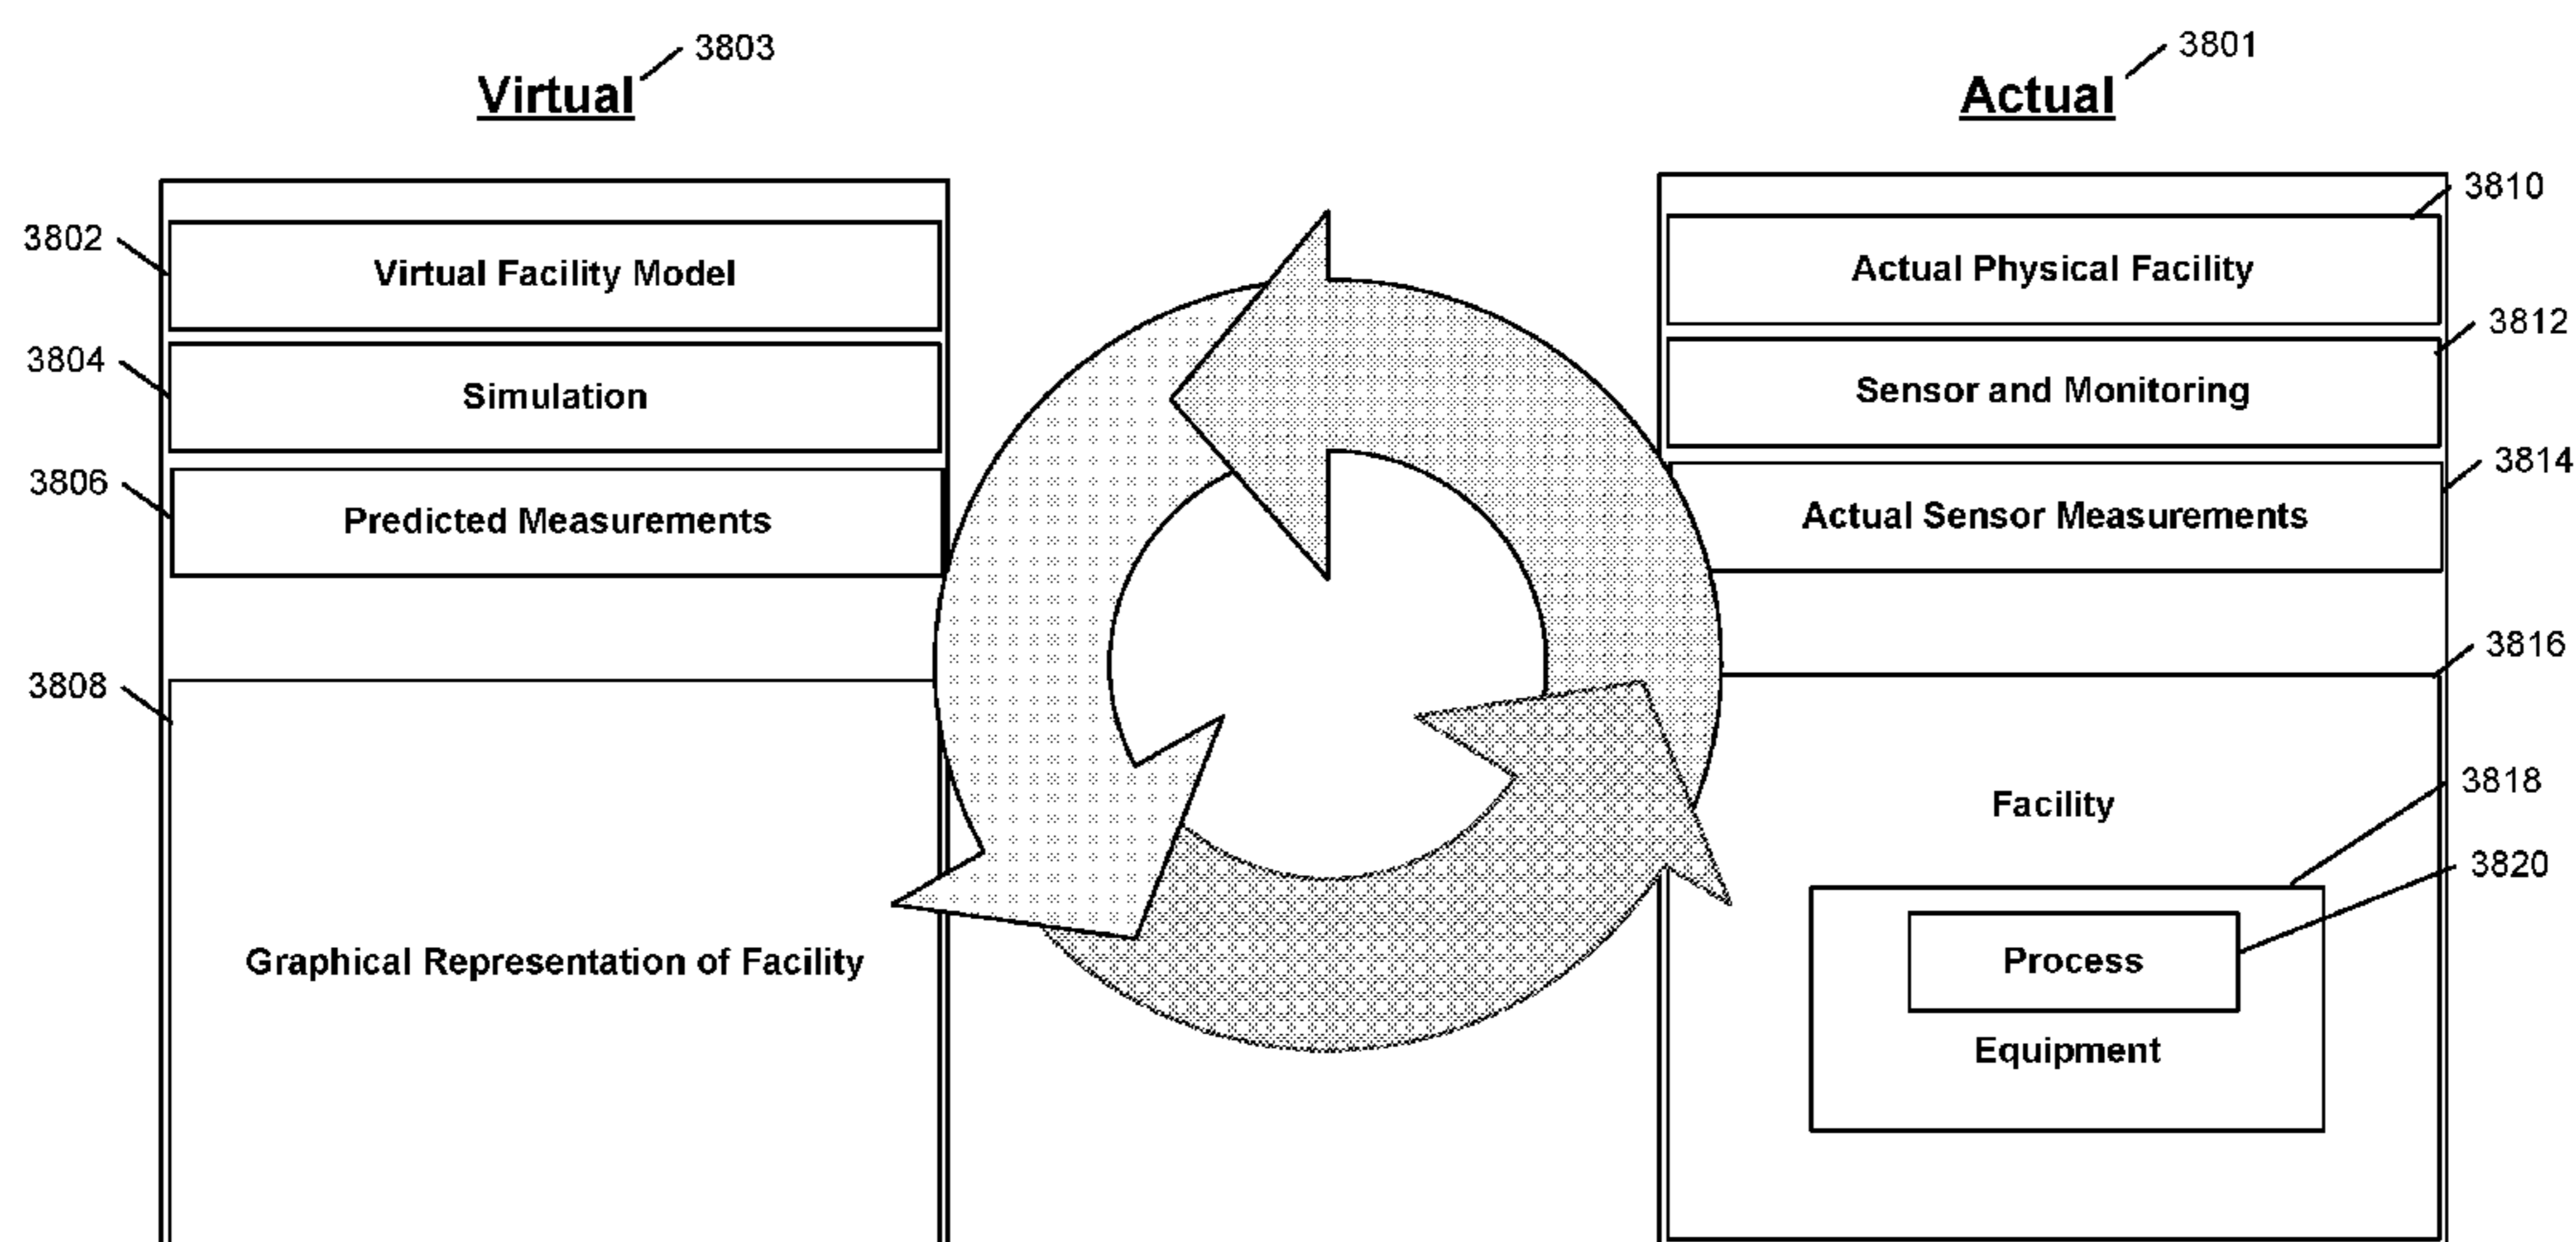 Virtual
3803
3802
Virtual Facility Model
3804
Simulation
3806
Predicted Measurements
3808
Graphical Representation of Facility
Actual
3801
3810
Actual Physical Facility
3812
Sensor and Monitoring
3814
Actual Sensor Measurements
3816
Facility
3818
3820
Process
Equipment